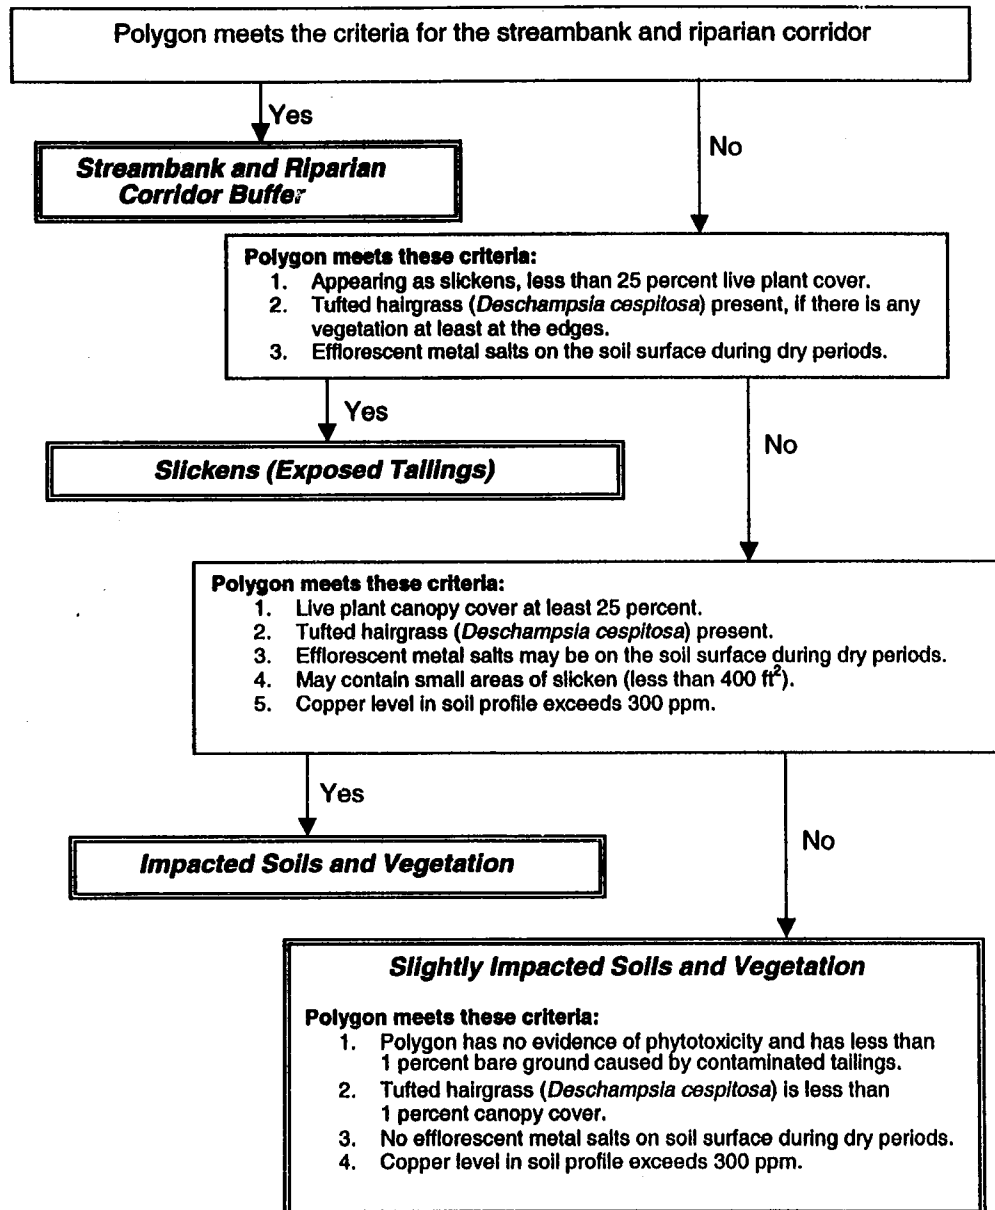 Polygon meets the criteria for the streambank and riparian corridor
Yes
No
Streambank and Riparian
Corridor Buffer
Polygon meets these criteria:
1. Appearing as slickens, less than 25 percent live plant cover.
2. Tufted hairgrass (Deschampsia cespitosa) present, if there is any
vegetation at least at the edges.
3. Efflorescent metal salts on the soil surface during dry periods.
Yes
No
Slickens (Exposed Tailings)
Polygon meets these criteria:
1. Live plant canopy cover at least 25 percent.
2. Tufted hairgrass (Deschampsia cespitosa) present.
3. Efflorescent metal salts may be on the soil surface during dry periods.
4. May contain small areas of slicken (less than 400 ft²).
5. Copper level in soil profile exceeds 300 ppm.
Yes
No
Impacted Soils and Vegetation
Slightly Impacted Soils and Vegetation
Polygon meets these criteria:
1. Polygon has no evidence of phytotoxicity and has less than
1 percent bare ground caused by contaminated tailings.
2. Tufted hairgrass (Deschampsia cespitosa) is less than
1 percent canopy cover.
3. No efflorescent metal salts on soil surface during dry periods.
4. Copper level in soil profile exceeds 300 ppm.